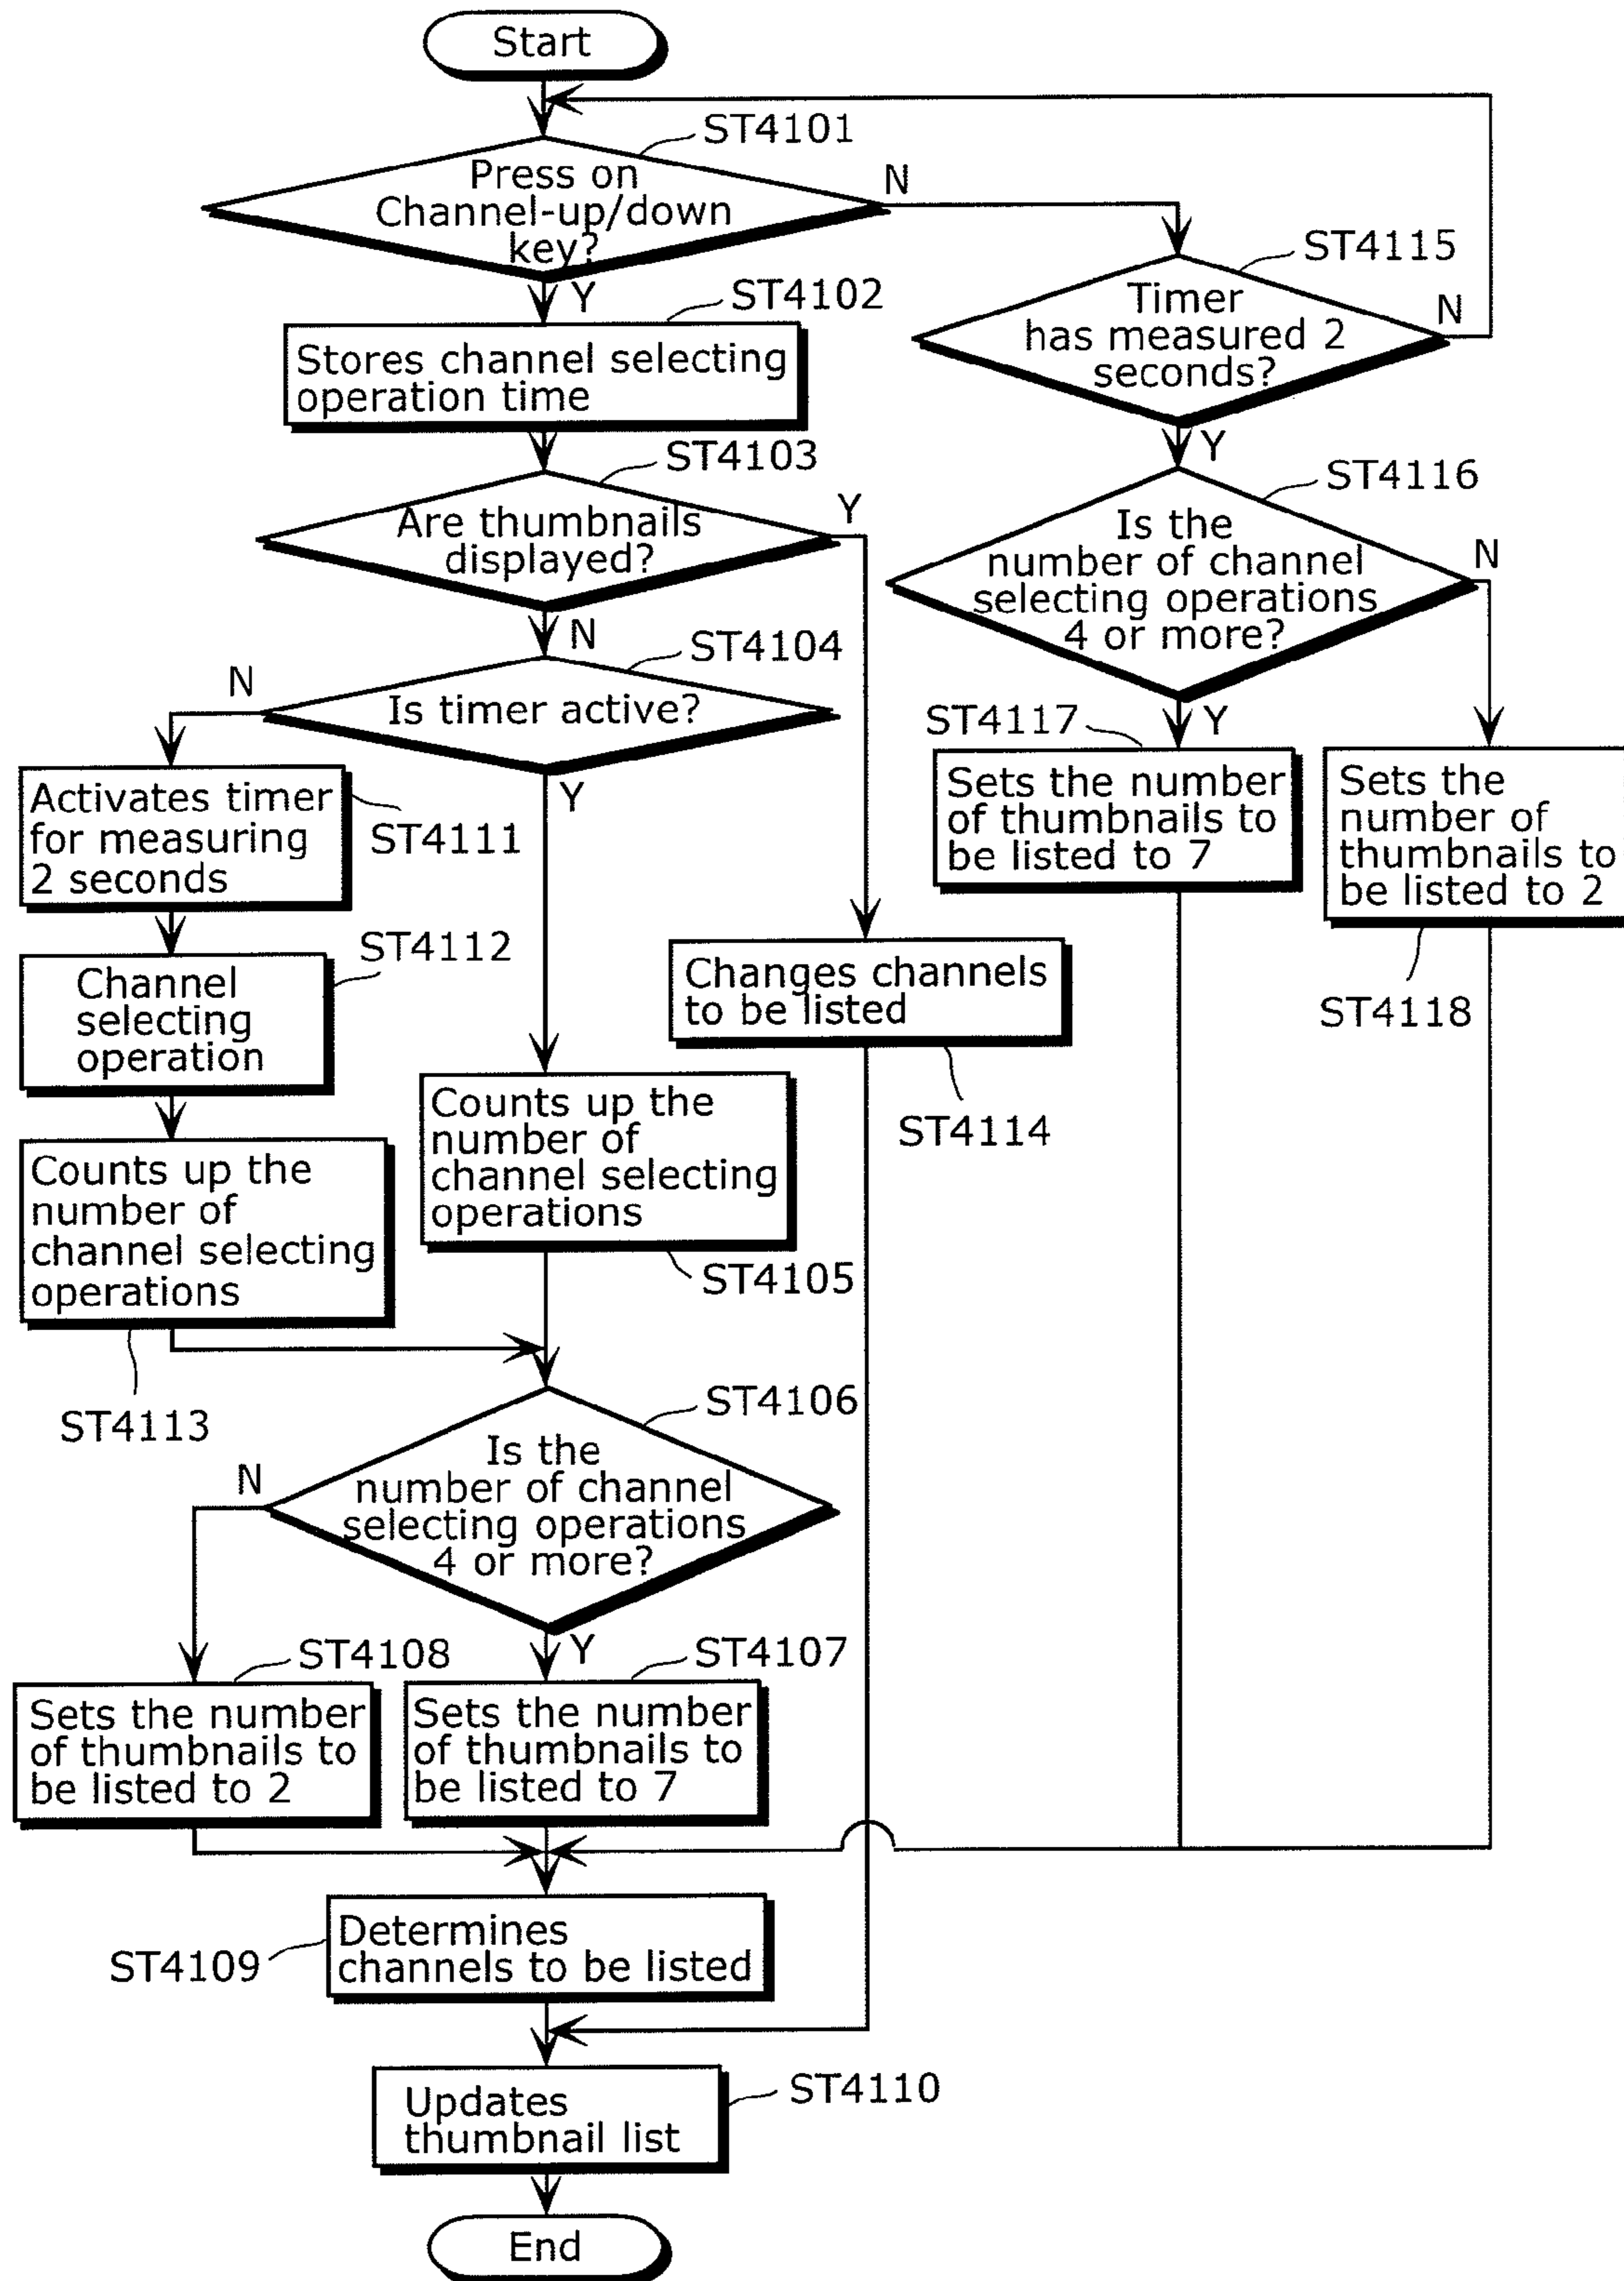 Start
ST4101
Press on
Channel-up/down
key?
N
Y
ST4102
Stores channel selecting
operation time
ST4103
Are thumbnails
displayed?
Y
N
ST4104
Is timer active?
N
Y
Activates timer
for measuring
2 seconds
ST4111
ST4112
Channel
selecting
operation
Counts up the
number of
channel selecting
operations
ST4113
Counts up the
number of
channel selecting
operations
ST4105
Changes channels
to be listed
ST4114
ST4115
Timer
has measured 2
seconds?
N
Y
ST4116
Is the
number of channel
selecting operations
4 or more?
N
Y
ST4117
Sets the number
of thumbnails to
be listed to 7
Sets the
number of
thumbnails to
be listed to 2
ST4118
ST4106
Is the
number of channel
selecting operations
4 or more?
N
Y
ST4108
Sets the number
of thumbnails to
be listed to 2
ST4107
Sets the number
of thumbnails to
be listed to 7
ST4109
Determines
channels to be listed
ST4110
Updates
thumbnail list
End